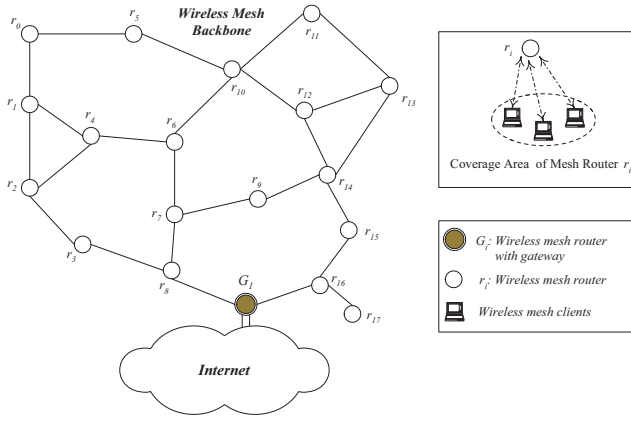 Wireless Mesh
Backbone
r0
r5
r11
r10
r1
r4
r6
r12
r13
r2
r9
r14
r7
r3
r15
r8
G1
r16
r17
Internet
ri
Coverage Area of Mesh Router ri
Gi: Wireless mesh router
with gateway
ri: Wireless mesh router
Wireless mesh clients